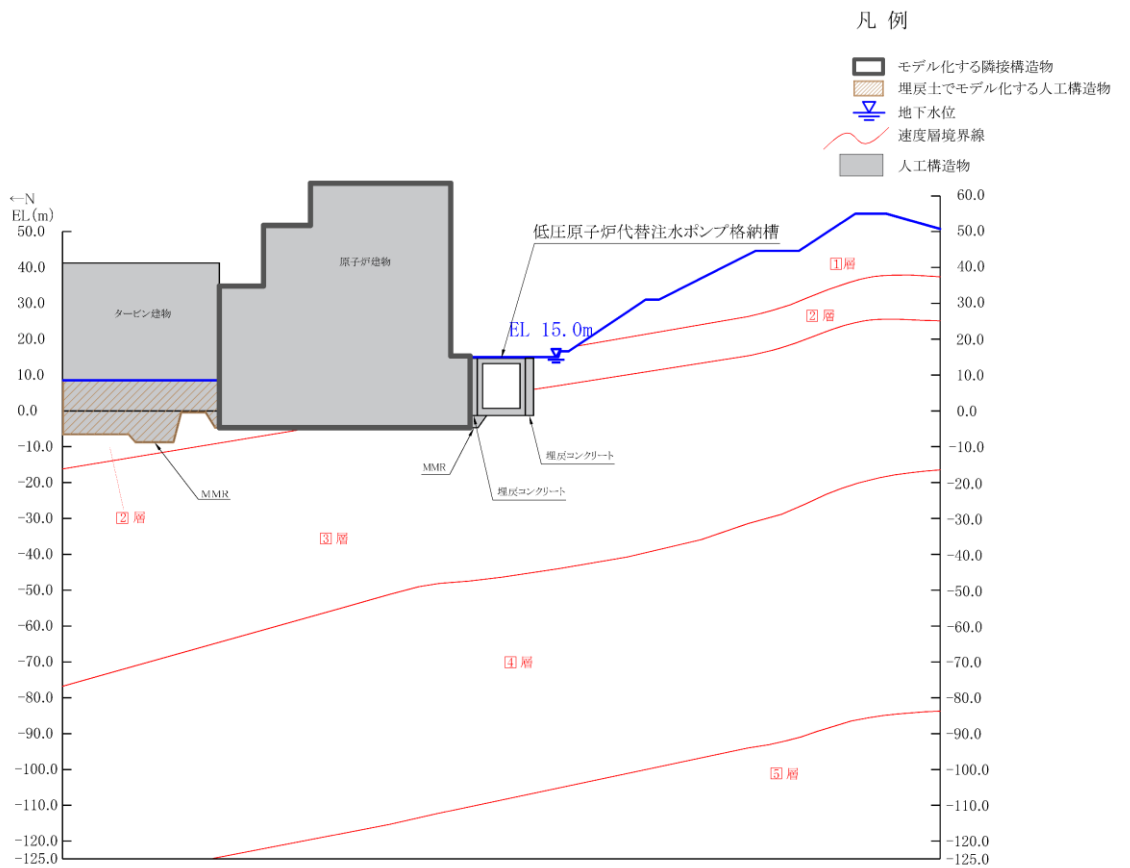 凡 例
モデル化する隣接構造物
埋戻土でモデル化する人工構造物
地下水位
速度層境界線
人工構造物
←N
EL(m)
50.0
40.0
30.0
20.0
10.0
0.0
-10.0
-20.0
-30.0
-40.0
-50.0
-60.0
-70.0
-80.0
-90.0
-100.0
-110.0
-120.0
-125.0
タービン建物
原子炉建物
低圧原子炉代替注水ポンプ格納槽
EL 15.0m
1層
2層
MMR
埋戻コンクリート
埋戻コンクリート
MMR
2層
3層
4層
5層
60.0
50.0
40.0
30.0
20.0
10.0
0.0
-10.0
-20.0
-30.0
-40.0
-50.0
-60.0
-70.0
-80.0
-90.0
-100.0
-110.0
-120.0
-125.0